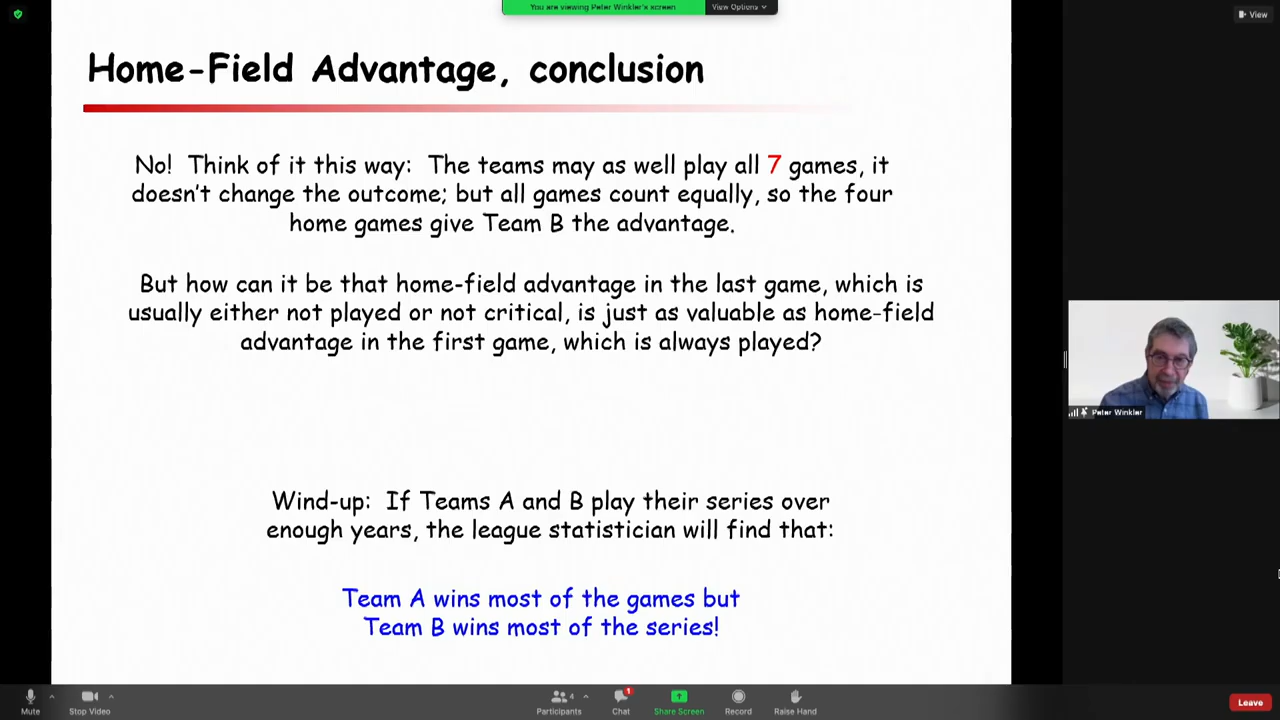 You are viewing Peter Winkler's screen
View Options
View
Home-Field Advantage, conclusion
No! Think of it this way: The teams may as well play all 7 games, it
doesn't change the outcome; but all games count equally, so the four
home games give Team B the advantage.
But how can it be that home-field advantage in the last game, which is
usually either not played or not critical, is just as valuable as home-field
advantage in the first game, which is always played?
Peter Winkler
Wind-up: If Teams A and B play their series over
enough years, the league statistician will find that:
Team A wins most of the games but
Team B wins most of the series!
Mute
Stop Video
4
Participants
1
Chat
Share Screen
Record
Raise Hand
Leave